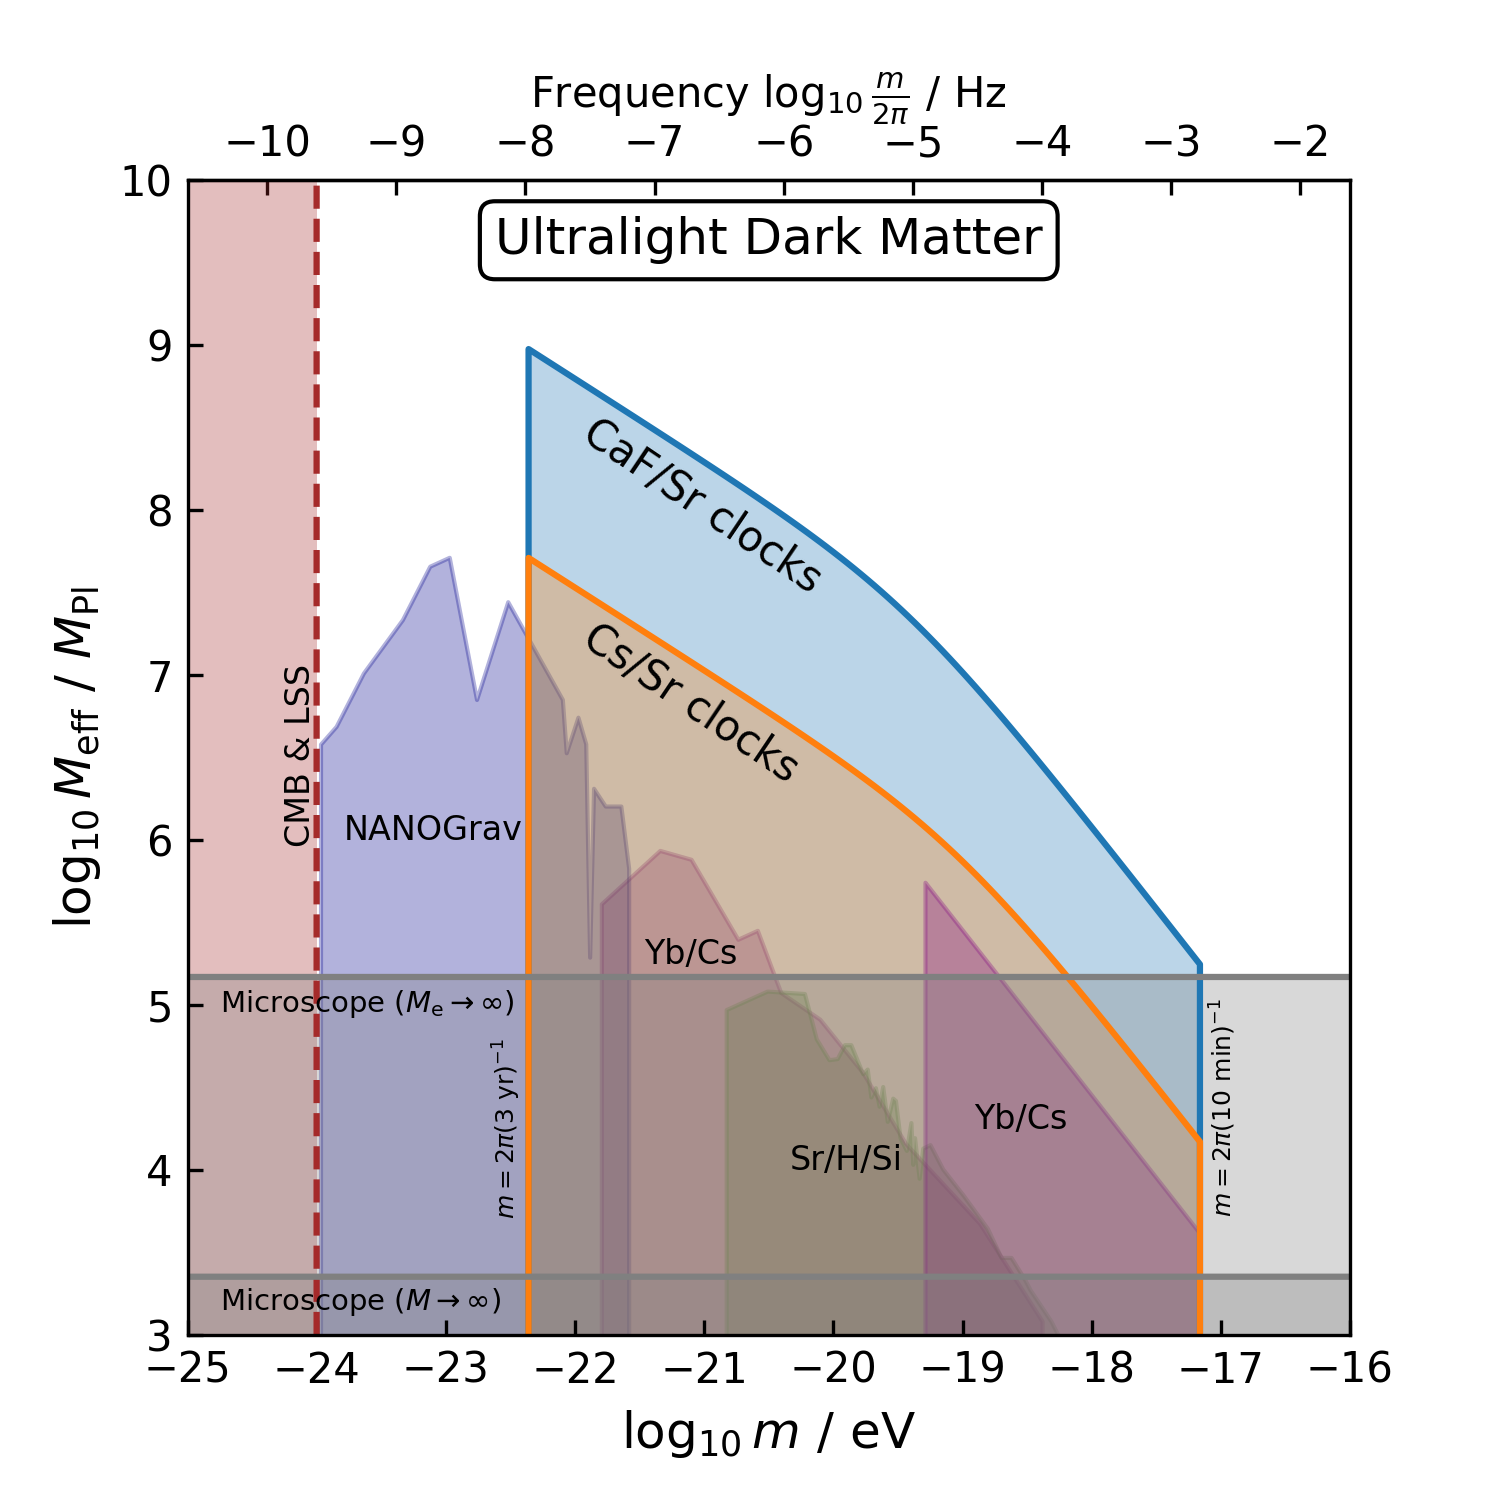 Frequency log₁₀ m/2π / Hz
−10 −9 −8 −7 −6 −5 −4 −3 −2
Ultralight Dark Matter
10
9
8
7
6
5
4
3
log₁₀ M_eff / M_Pl
CaF/Sr clocks
Cs/Sr clocks
CMB & LSS
NANOGrav
Yb/Cs
Microscope (M_e → ∞)
m = 2π(3 yr)⁻¹
m = 2π(10 min)⁻¹
Yb/Cs
Sr/H/Si
Microscope (M → ∞)
−25 −24 −23 −22 −21 −20 −19 −18 −17 −16
log₁₀ m / eV